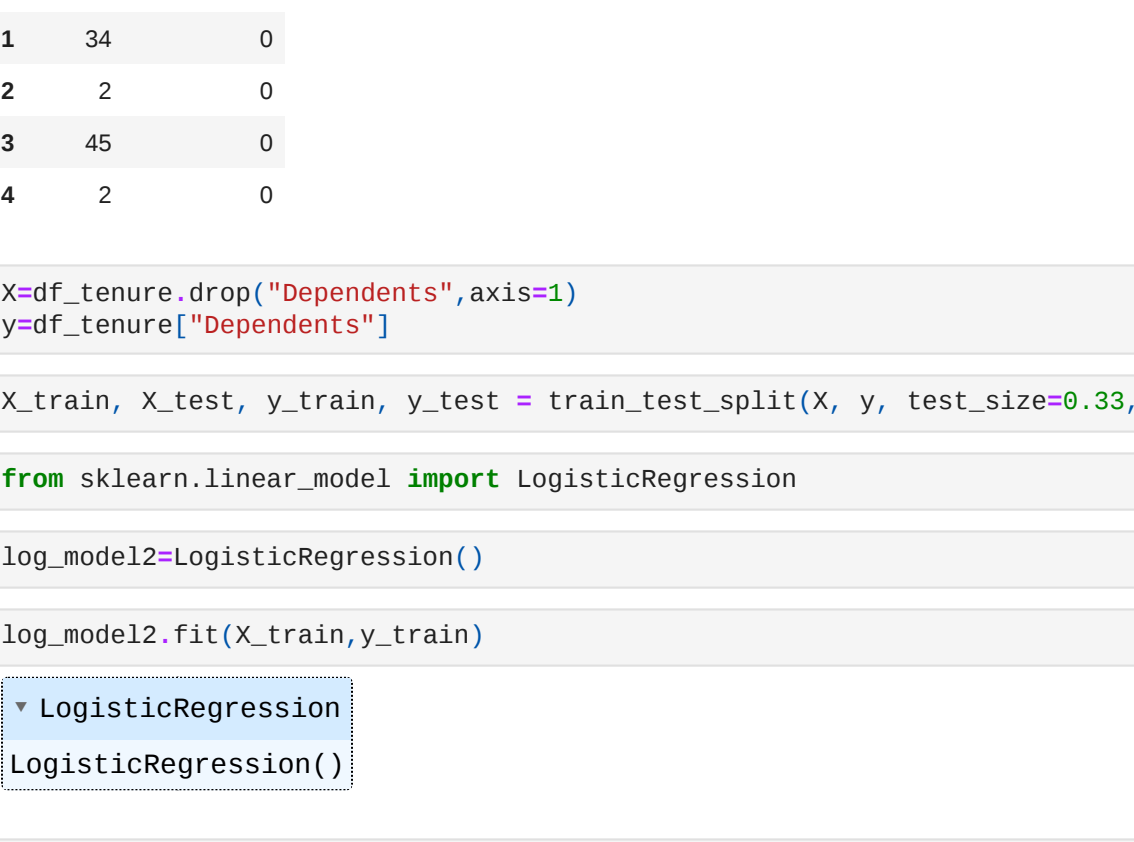 1 34 0
2 2 0
3 45 0
4 2 0
X=df_tenure.drop("Dependents",axis=1)
y=df_tenure["Dependents"]
X_train, X_test, y_train, y_test = train_test_split(X, y, test_size=0.33,
from sklearn.linear_model import LogisticRegression
log_model2=LogisticRegression()
log_model2.fit(X_train,y_train)
▾ LogisticRegression
LogisticRegression()